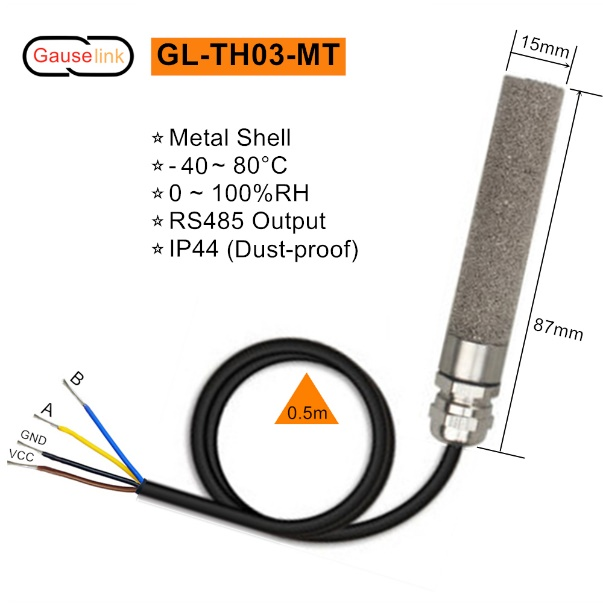 Gauselink
GL-TH03-MT
15mm
☆ Metal Shell
☆ - 40 ~ 80°C
☆ 0 ~ 100%RH
☆ RS485 Output
☆ IP44 (Dust-proof)
87mm
B
A
0.5m
GND
VCC